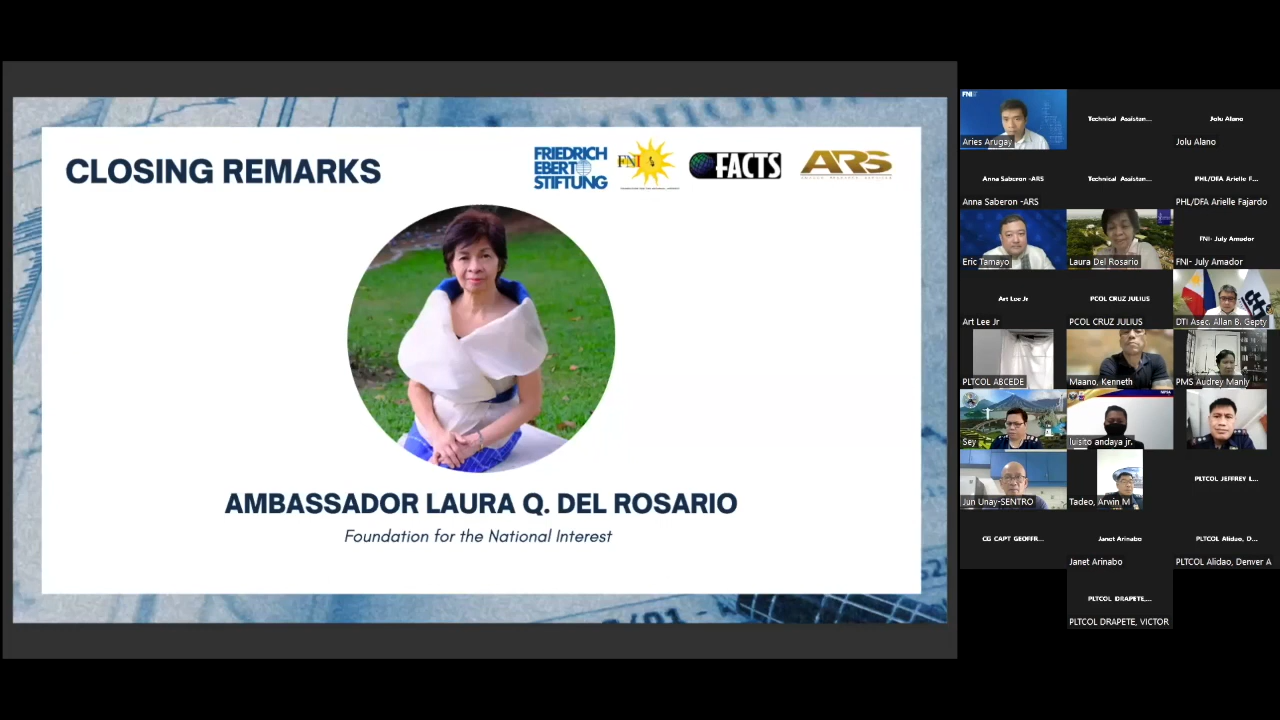 CLOSING REMARKS
FRIEDRICH
EBERT
STIFTUNG
FNI
FACTS
ARS
AMBASSADOR LAURA Q. DEL ROSARIO
Foundation for the National Interest
FNI
Aries Arugay
Technical Assistan...
Jolu Alano
Jolu Alano
Anna Saberon -ARS
Anna Saberon -ARS
Technical Assistan...
PHL/DFA Arielle F...
PHL/DFA Arielle Fajardo
Eric Tamayo
Laura Del Rosario
FNI- July Amador
FNI- July Amador
Art Lee Jr
Art Lee Jr
PCOL CRUZ JULIUS
PCOL CRUZ JULIUS
DTI Asec. Allan B. Gepty
PLTCOL ABCEDE
Maano, Kenneth
PMS Audrey Manly
Sey
luisito andaya jr.
Jun Unay-SENTRO
Tadeo, Arwin M
PLTCOL JEFFREY L...
CG CAPT GEOFFR...
Janet Arinabo
Janet Arinabo
PLTCOL Alidao, D...
PLTCOL Alidao, Denver A
PLTCOL DRAPETE,...
PLTCOL DRAPETE, VICTOR